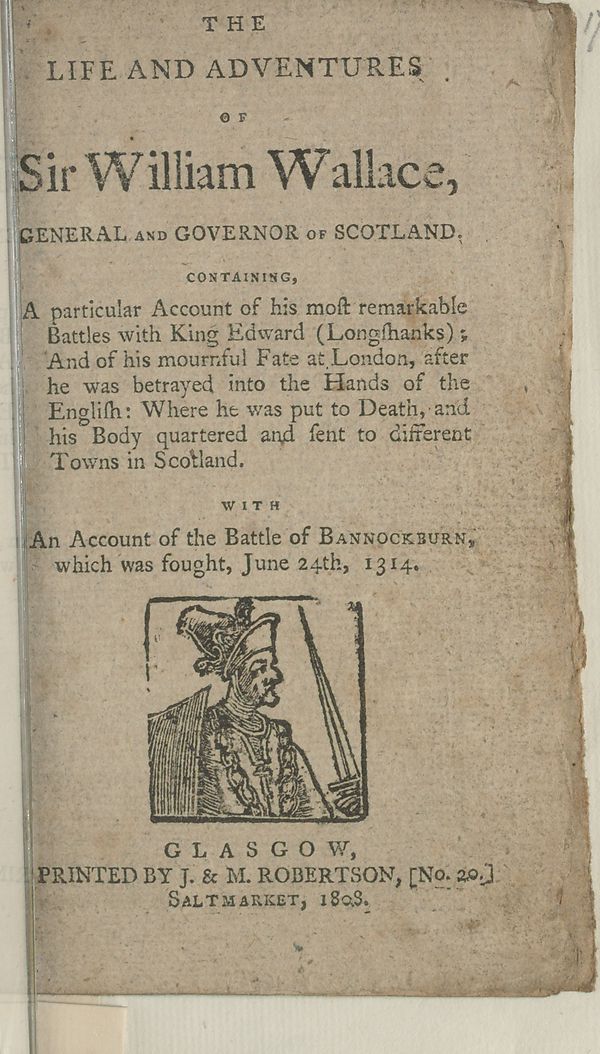 THE
LIFE AND ADVENTURES
OF
Sir William Wallace,
GENERAL AND GOVERNOR OF SCOTLAND.
CONTAINING,
A particular Account of his moſt remarkable
Battles with King Edward (Longſhanks);
And of his mournful Fate at London, after
he was betrayed into the Hands of the
Engliſh: Where he was put to Death, and
his Body quartered and ſent to different
Towns in Scotland.
WITH
An Account of the Battle of BANNOCKBURN,
which was fought, June 24th, 1314.
GLASGOW,
PRINTED BY J. & M. ROBERTSON, [No. 20.]
SALTMARKET, 1808.